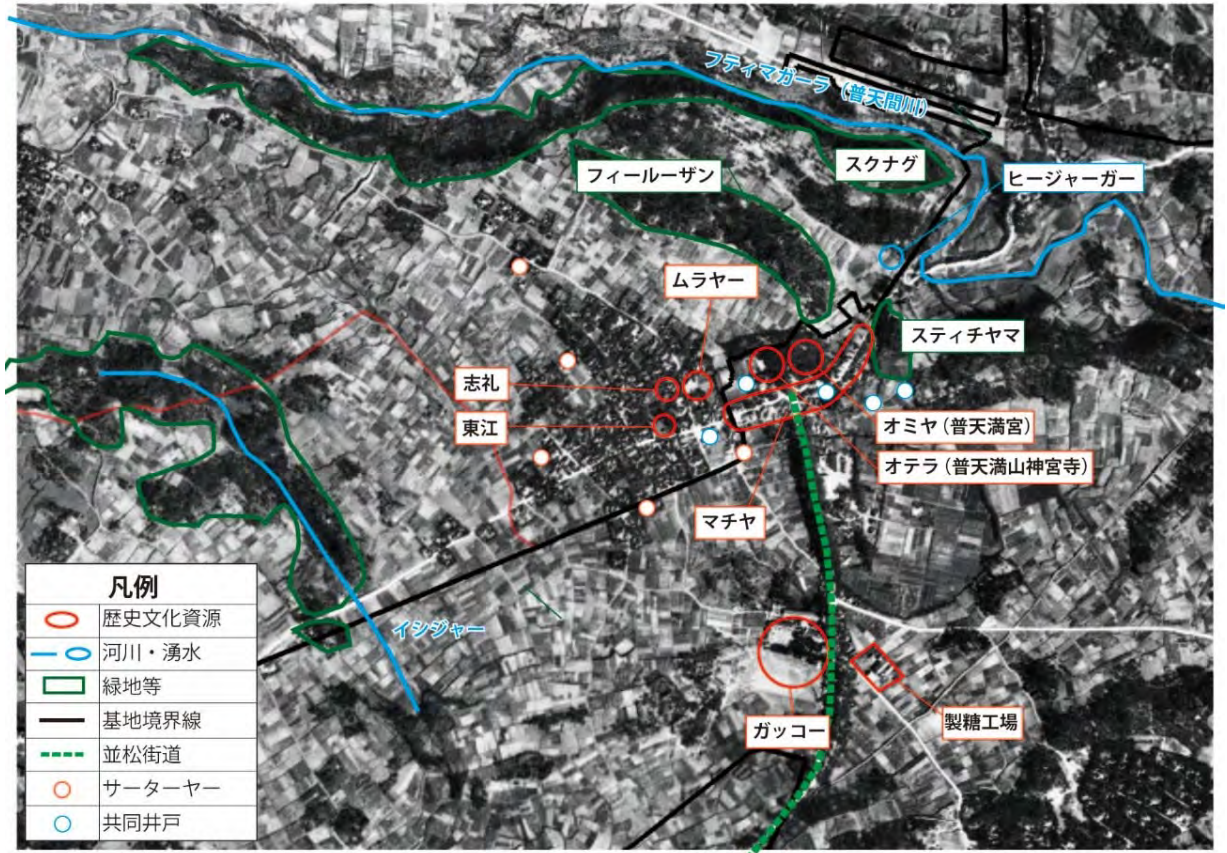 フティマガーラ（普天間川）
フィールーザン
スクナグ
ヒージャーガー
ムラヤー
スティチヤマ
志礼
東江
オミヤ（普天満宮）
オテラ（普天満山神宮寺）
マチヤ
イシジャー
ガッコー
製糖工場
凡例
歴史文化資源
河川・湧水
緑地等
基地境界線
並松街道
サーターヤー
共同井戸